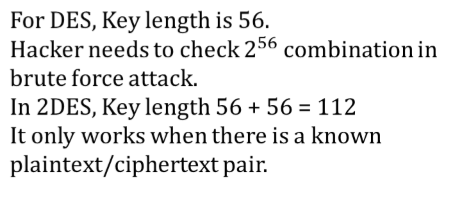 For DES, Key length is 56.
Hacker needs to check 2⁵⁶ combination in
brute force attack.
In 2DES, Key length 56 + 56 = 112
It only works when there is a known
plaintext/ciphertext pair.